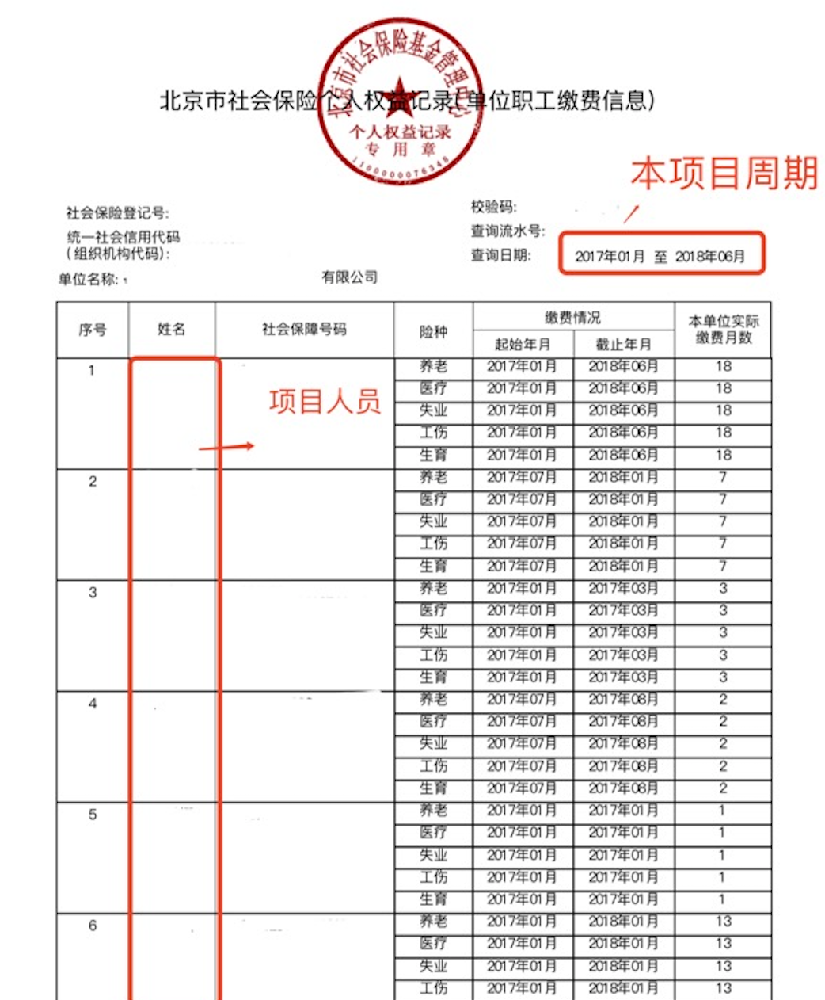 北京市社会保险基金管理中心
北京市社会保险个人权益记录(单位职工缴费信息)
个人权益记录
专用章
1100000076348
本项目周期
社会保险登记号:
校验码:
统一社会信用代码
(组织机构代码):
查询流水号:
查询日期: 2017年01月 至 2018年06月
单位名称: 有限公司
序号 姓名 社会保障号码 险种 缴费情况 本单位实际
缴费月数
起始年月 截止年月
1 养老 2017年01月 2018年06月 18
医疗 2017年01月 2018年06月 18
项目人员
失业 2017年01月 2018年06月 18
工伤 2017年01月 2018年06月 18
生育 2017年01月 2018年06月 18
2 养老 2017年07月 2018年01月 7
医疗 2017年07月 2018年01月 7
失业 2017年07月 2018年01月 7
工伤 2017年07月 2018年01月 7
生育 2017年07月 2018年01月 7
3 养老 2017年01月 2017年03月 3
医疗 2017年01月 2017年03月 3
失业 2017年01月 2017年03月 3
工伤 2017年01月 2017年03月 3
生育 2017年01月 2017年03月 3
4 养老 2017年07月 2017年08月 2
医疗 2017年07月 2017年08月 2
失业 2017年07月 2017年08月 2
工伤 2017年07月 2017年08月 2
生育 2017年07月 2017年08月 2
5 养老 2017年01月 2017年01月 1
医疗 2017年01月 2017年01月 1
失业 2017年01月 2017年01月 1
工伤 2017年01月 2017年01月 1
生育 2017年01月 2017年01月 1
6 养老 2017年01月 2018年01月 13
医疗 2017年01月 2018年01月 13
失业 2017年01月 2018年01月 13
工伤 2017年01月 2018年01月 13